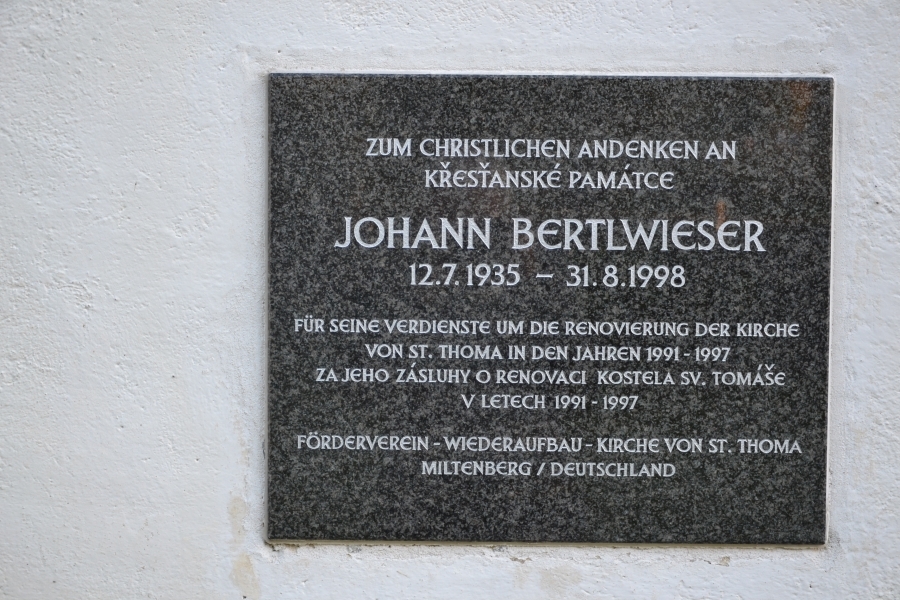 ZUM CHRISTLICHEN ANDENKEN AN
KŘESŤANSKÉ PAMÁTCE
JOHANN BERTLWIESER
12.7.1935 – 31.8.1998
FÜR SEINE VERDIENSTE UM DIE RENOVIERUNG DER KIRCHE
VON ST. THOMA IN DEN JAHREN 1991 - 1997
ZA JEHO ZÁSLUHY O RENOVACI KOSTELA SV. TOMÁŠE
V LETECH 1991 - 1997
FÖRDERVEREIN - WIEDERAUFBAU - KIRCHE VON ST. THOMA
MILTENBERG / DEUTSCHLAND